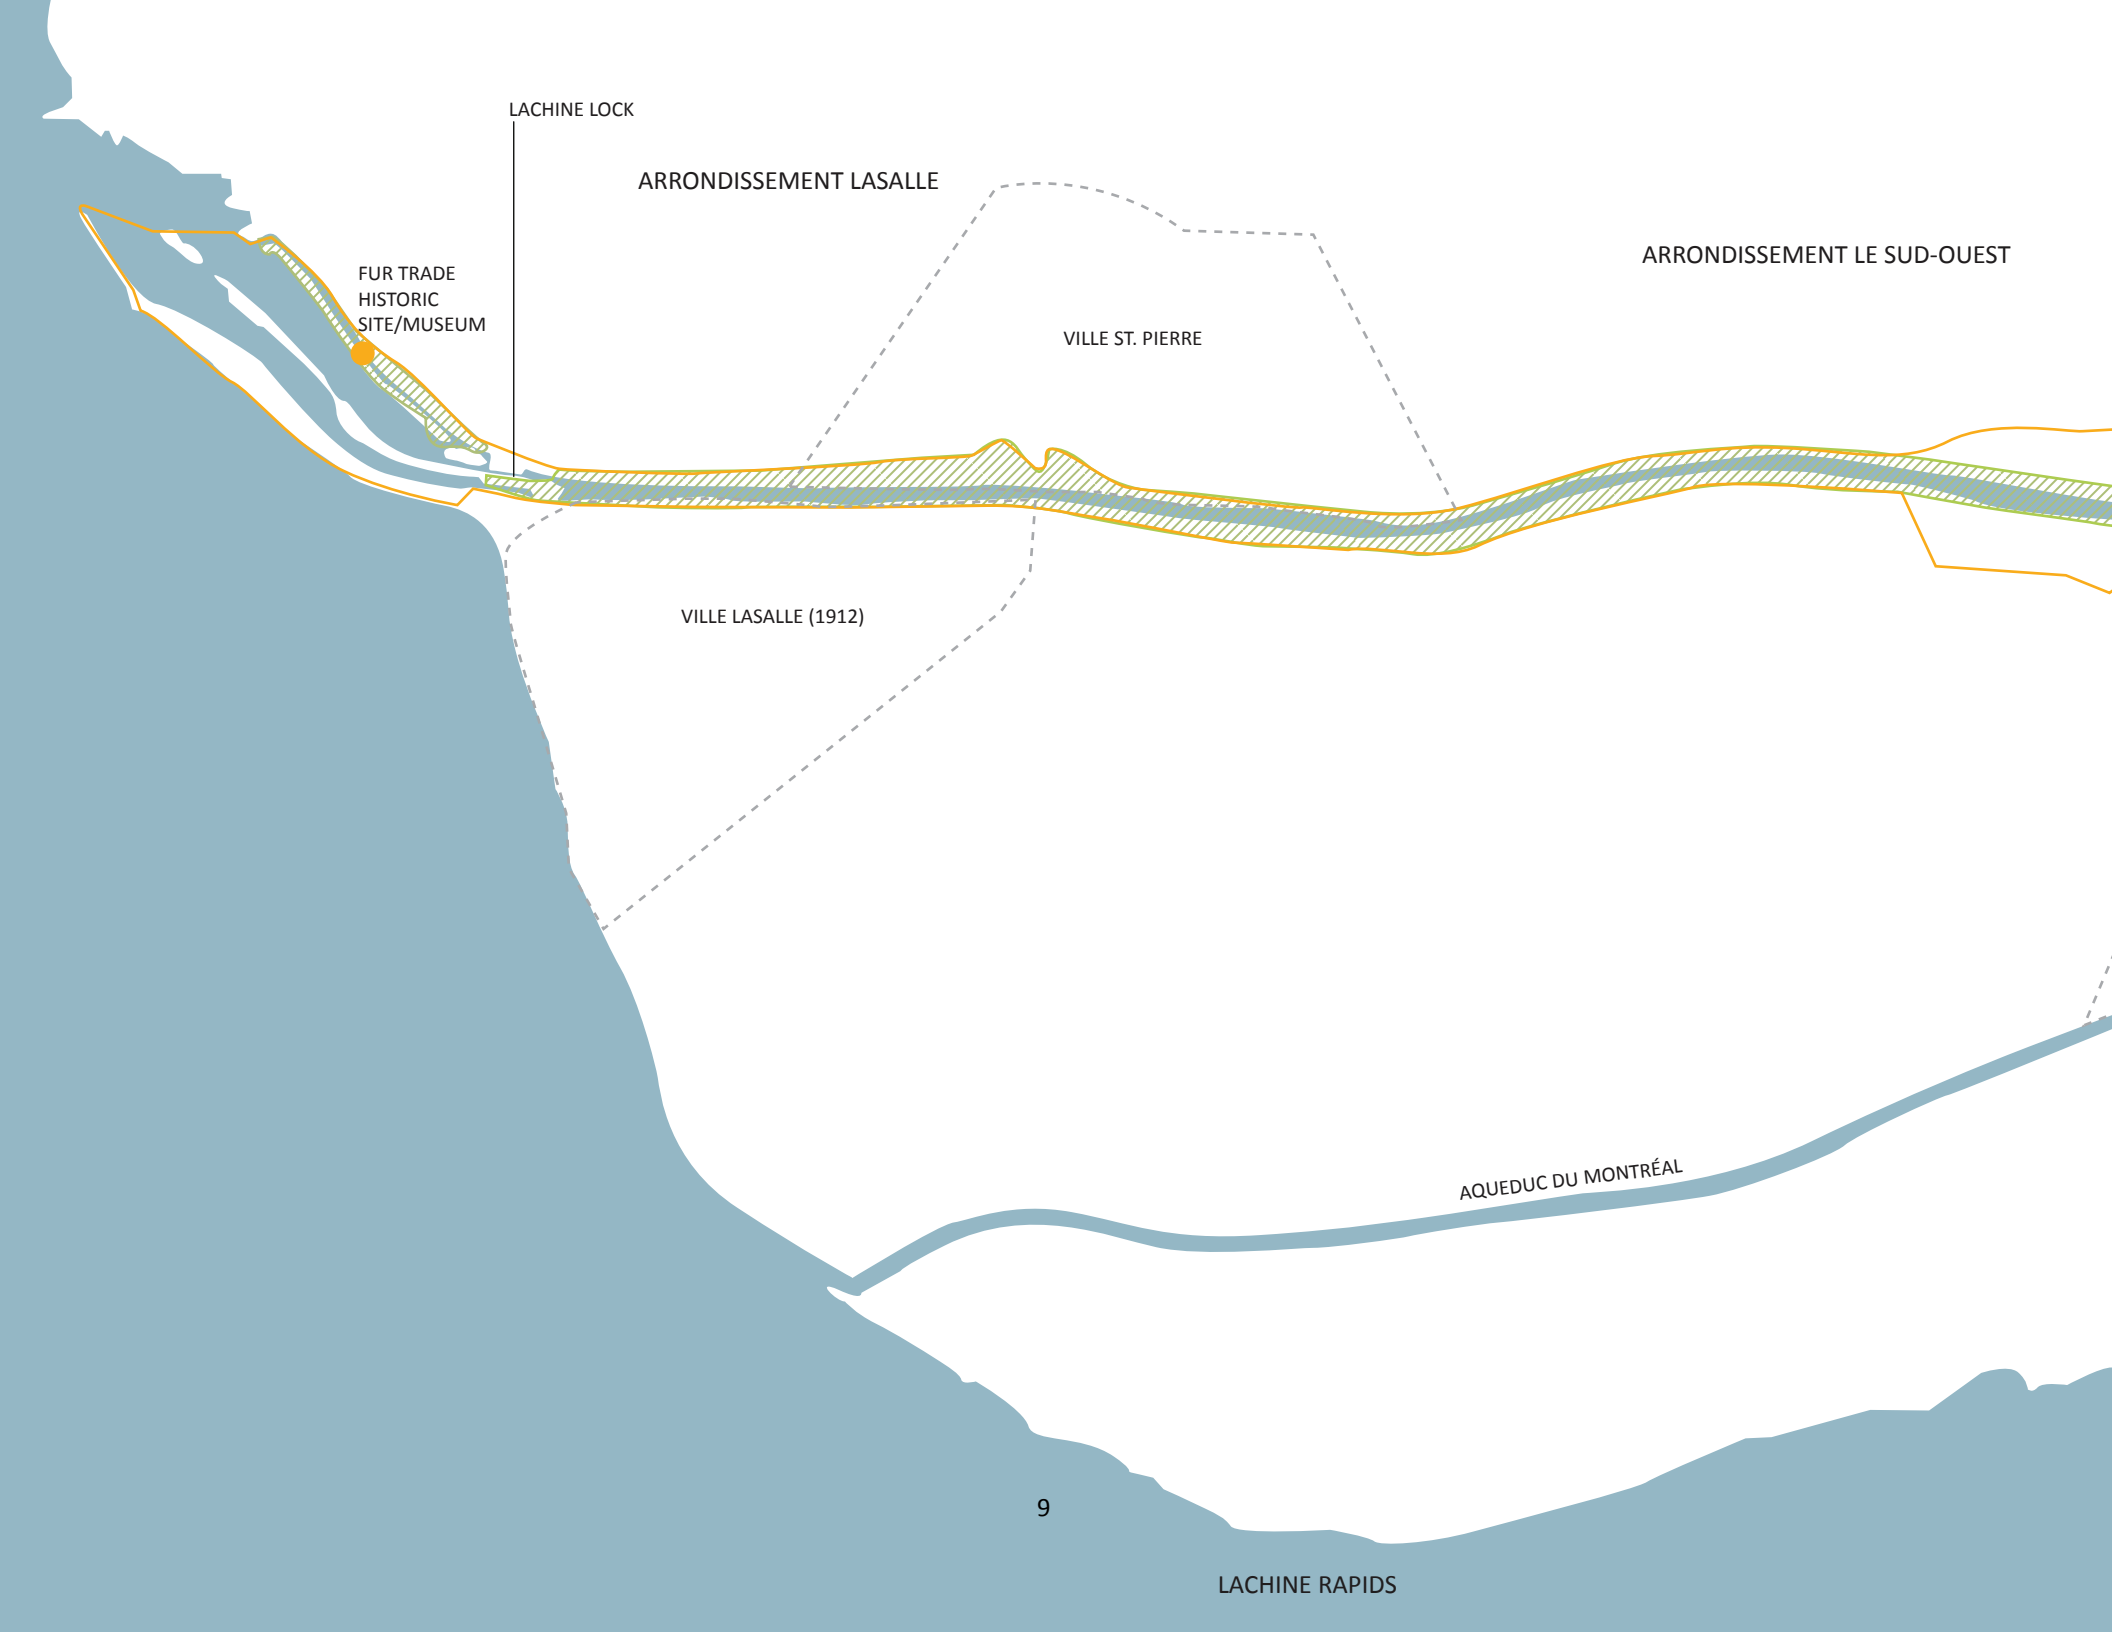 LACHINE LOCK
ARRONDISSEMENT LASALLE
ARRONDISSEMENT LE SUD-OUEST
FUR TRADE
HISTORIC
SITE/MUSEUM
VILLE ST. PIERRE
VILLE LASALLE (1912)
AQUEDUC DU MONTRÉAL
9
LACHINE RAPIDS